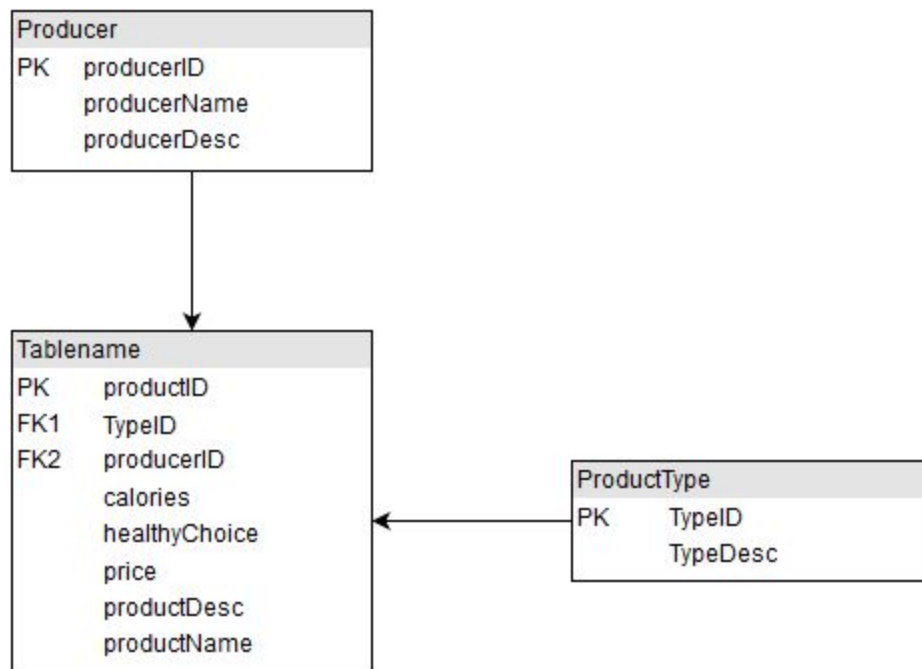 Producer
PK producerID
producerName
producerDesc
Tablename
PK productID
FK1 TypeID
FK2 producerID
calories
healthyChoice
price
productDesc
productName
ProductType
PK TypeID
TypeDesc